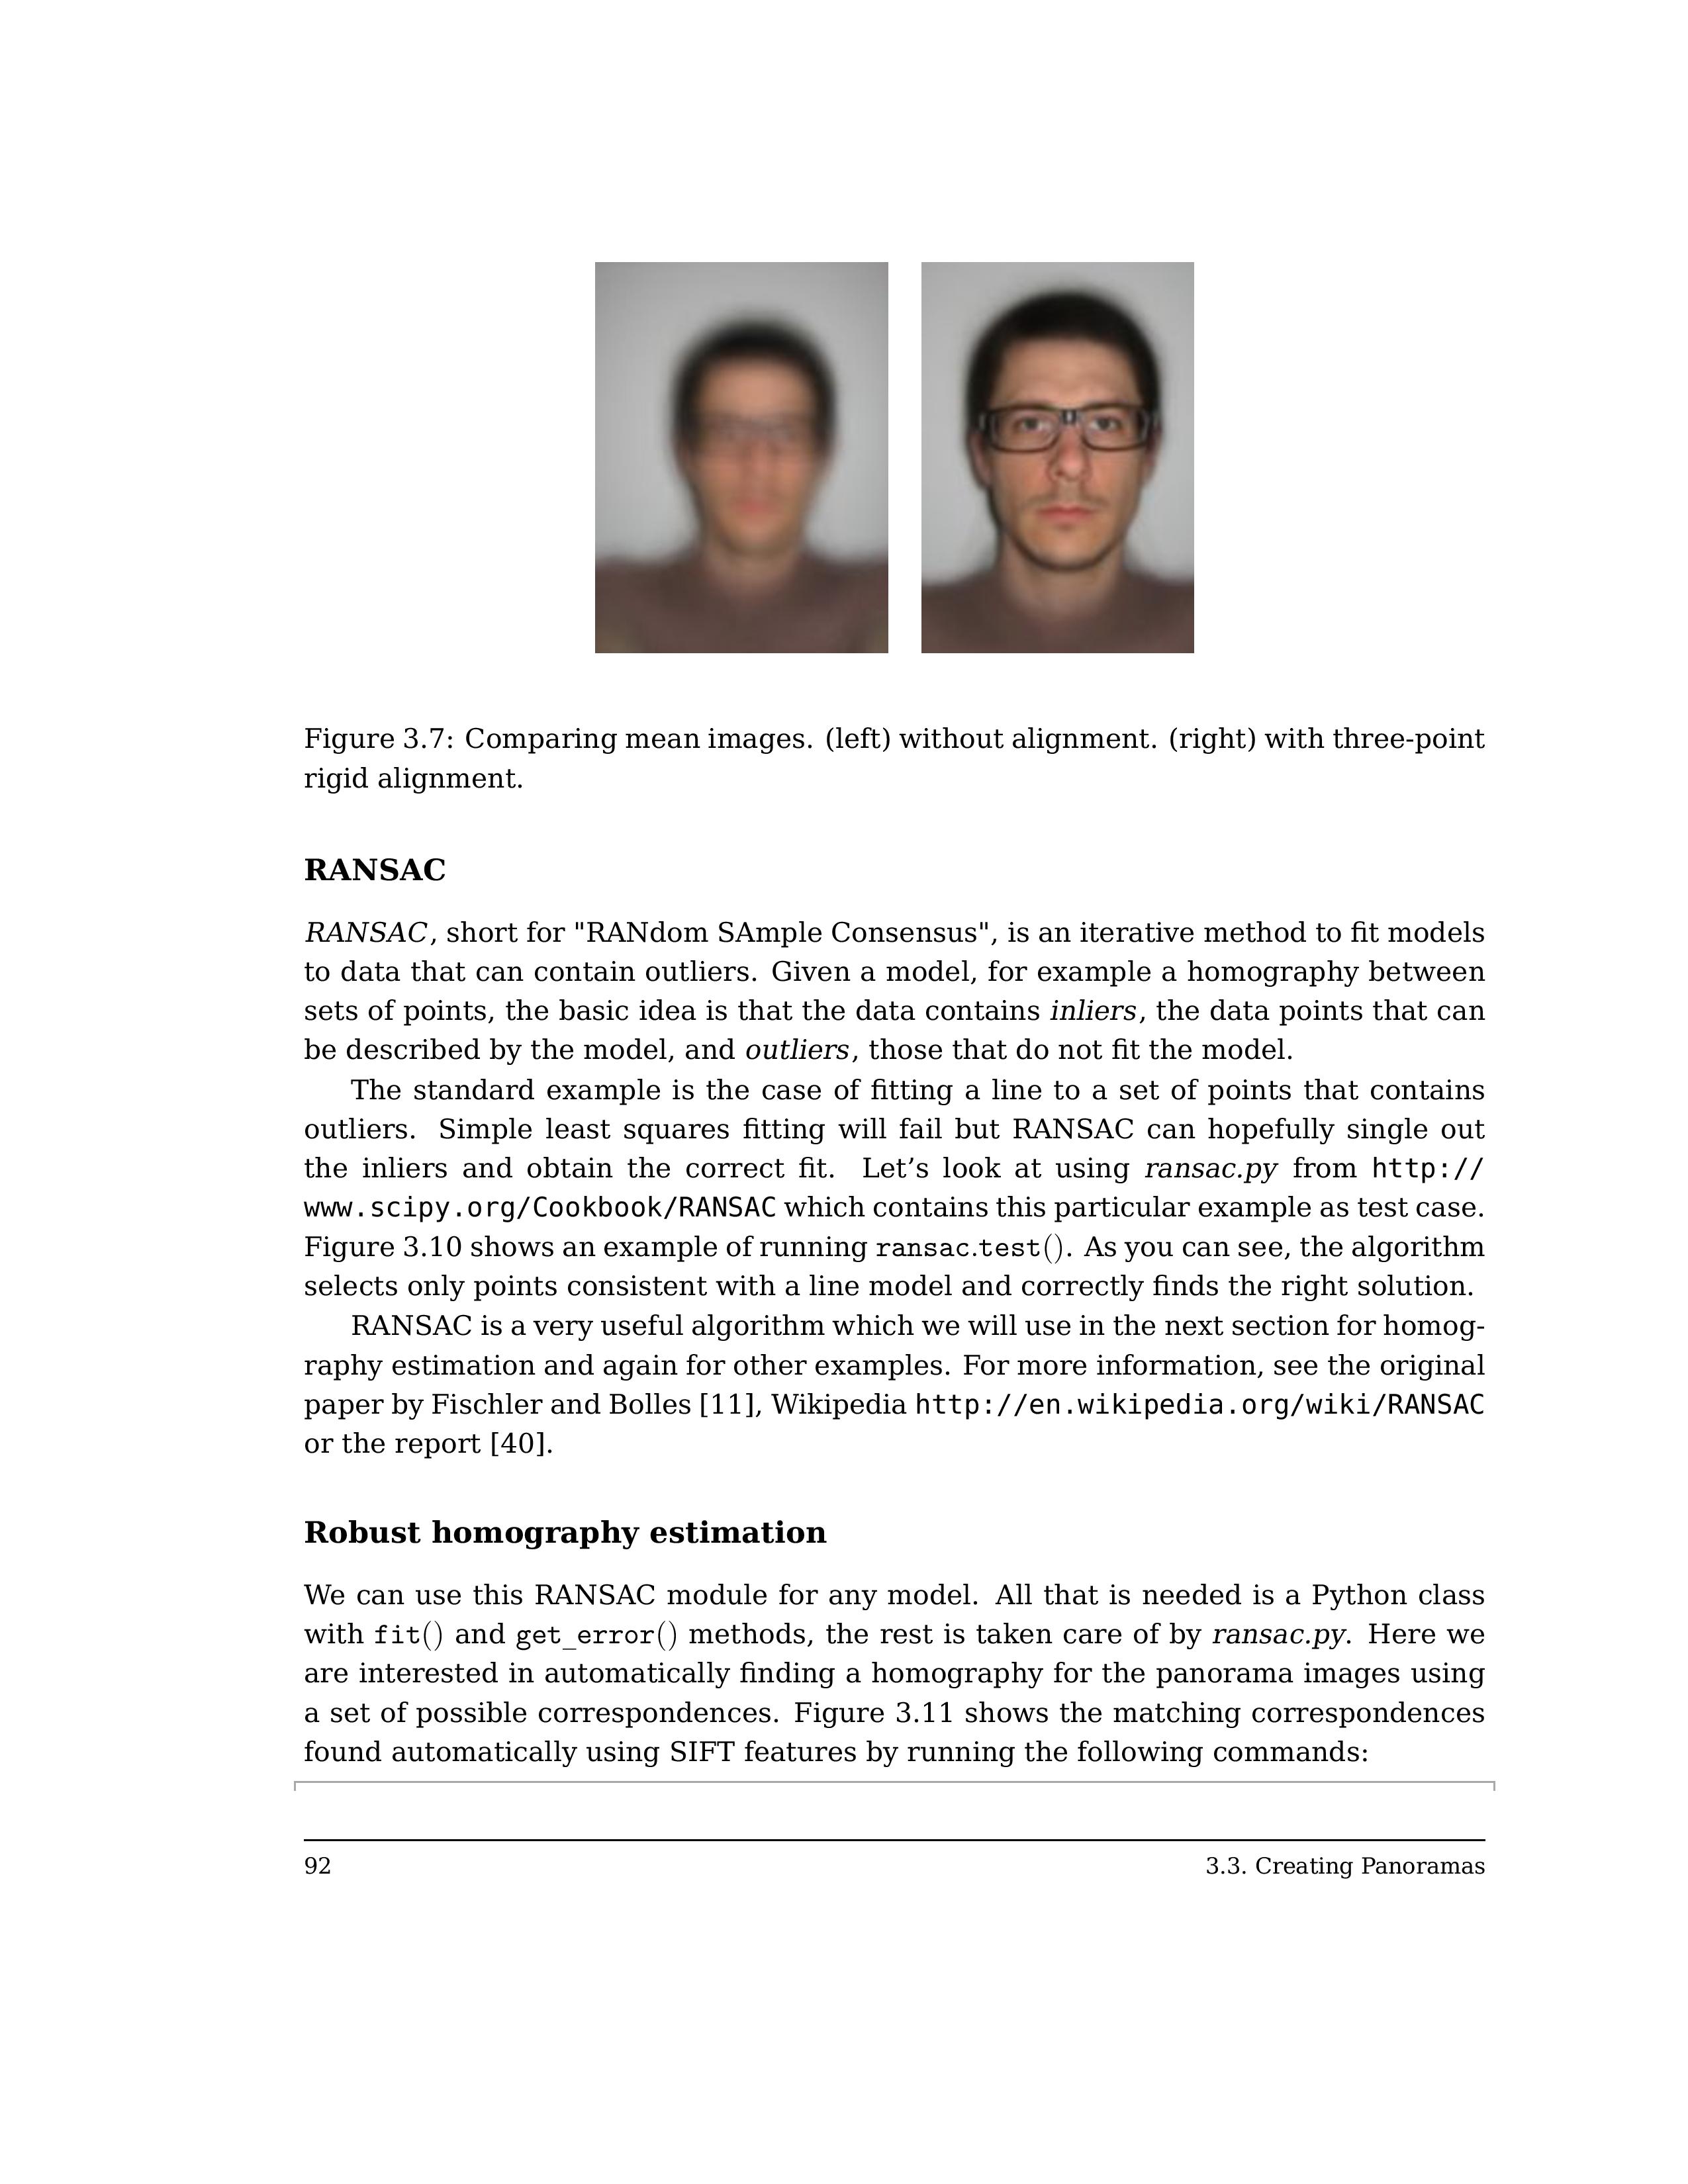 Figure 3.7: Comparing mean images. (left) without alignment. (right) with three-point
rigid alignment.
RANSAC
RANSAC, short for "RANdom SAmple Consensus", is an iterative method to fit models
to data that can contain outliers. Given a model, for example a homography between
sets of points, the basic idea is that the data contains inliers, the data points that can
be described by the model, and outliers, those that do not fit the model.
The standard example is the case of fitting a line to a set of points that contains
outliers. Simple least squares fitting will fail but RANSAC can hopefully single out
the inliers and obtain the correct fit. Let’s look at using ransac.py from http://
www.scipy.org/Cookbook/RANSAC which contains this particular example as test case.
Figure 3.10 shows an example of running ransac.test(). As you can see, the algorithm
selects only points consistent with a line model and correctly finds the right solution.
RANSAC is a very useful algorithm which we will use in the next section for homog-
raphy estimation and again for other examples. For more information, see the original
paper by Fischler and Bolles [11], Wikipedia http://en.wikipedia.org/wiki/RANSAC
or the report [40].
Robust homography estimation
We can use this RANSAC module for any model. All that is needed is a Python class
with fit() and get_error() methods, the rest is taken care of by ransac.py. Here we
are interested in automatically finding a homography for the panorama images using
a set of possible correspondences. Figure 3.11 shows the matching correspondences
found automatically using SIFT features by running the following commands:
92 3.3. Creating Panoramas